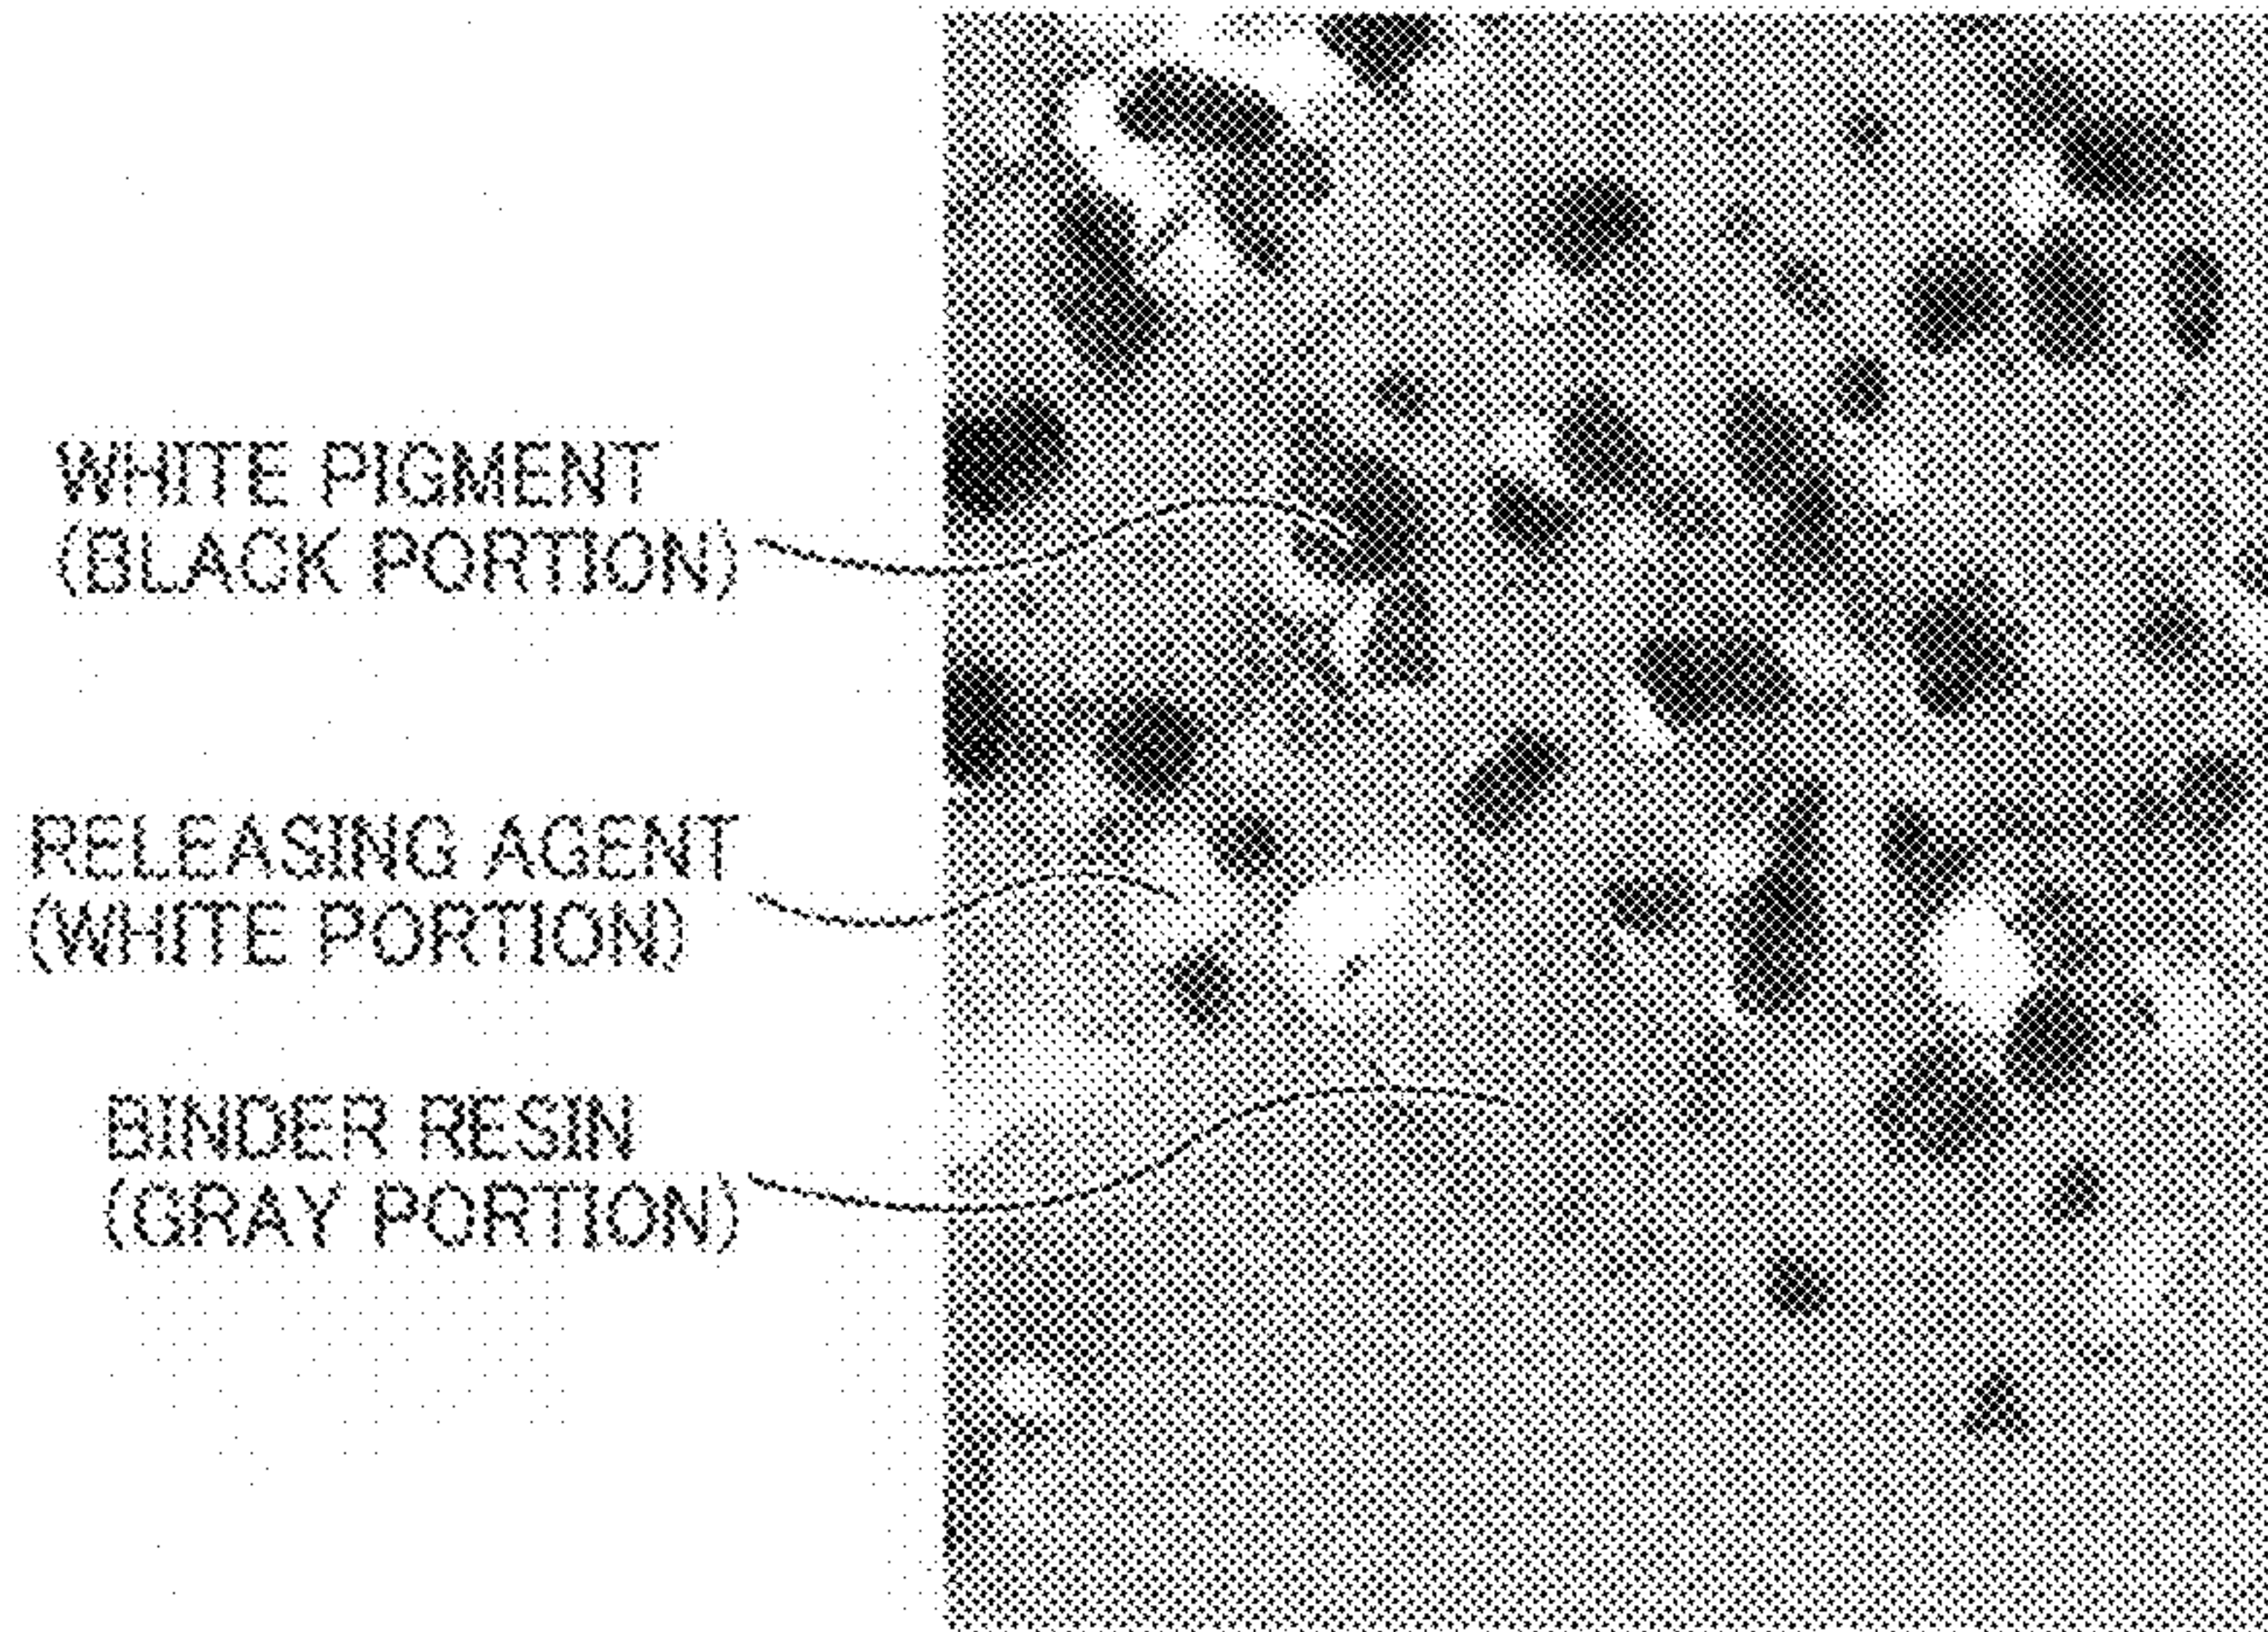 WHITE PIGMENT
(BLACK PORTION)
RELEASING AGENT
(WHITE PORTION)
BINDER RESIN
(GRAY PORTION)